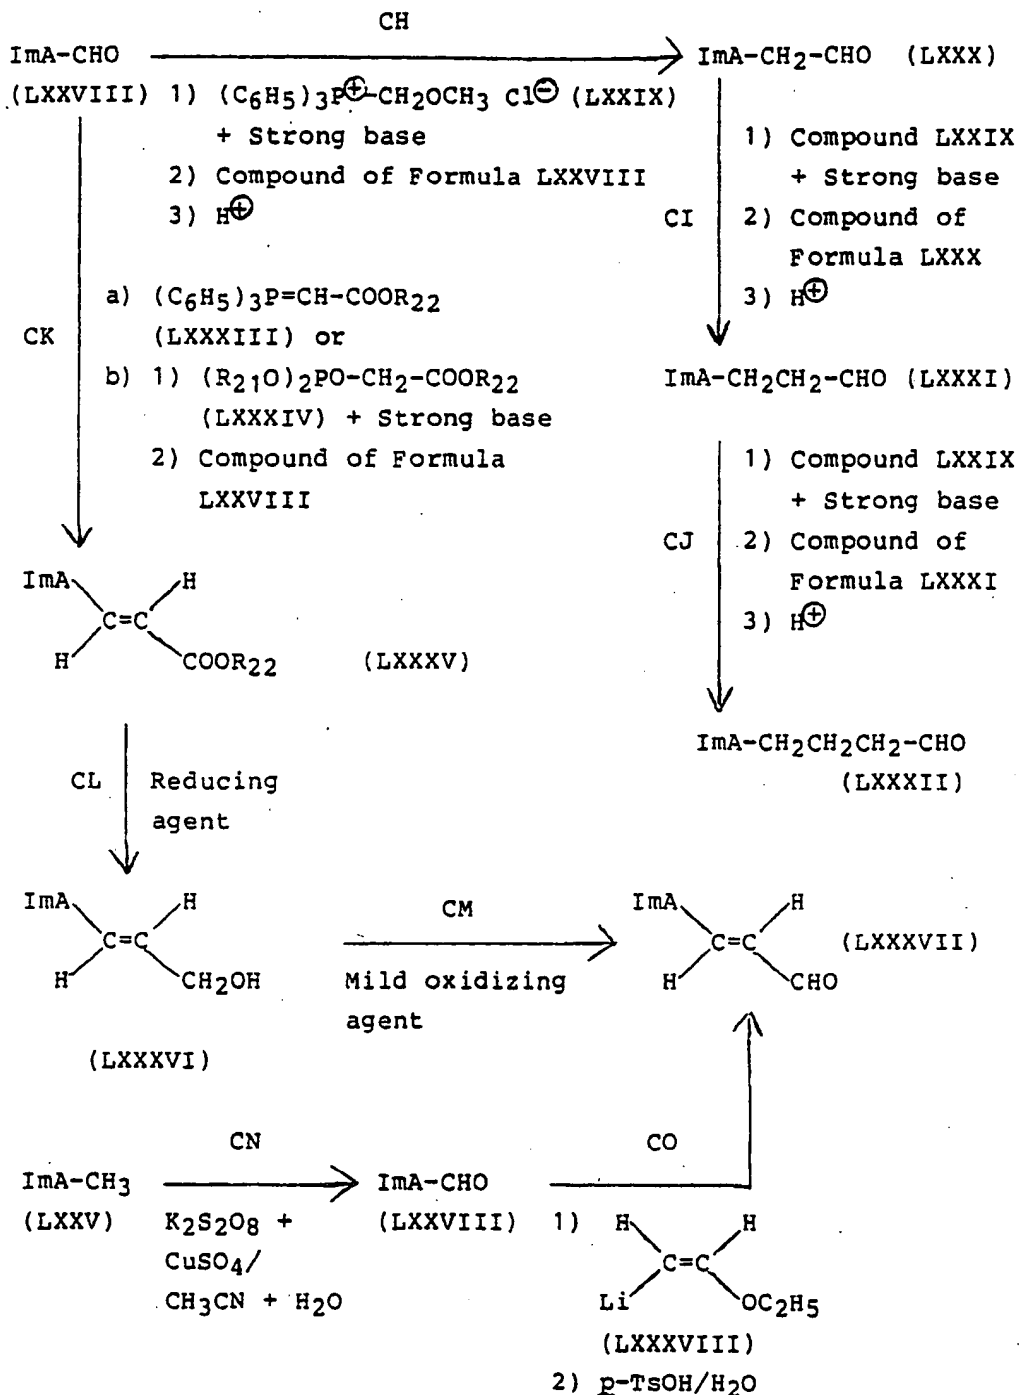 CH
ImA-CHO
ImA-CH2-CHO (LXXX)
(LXXVIII)
1) (C6H5)3P⊕-CH2OCH3 Cl⊖ (LXXIX)
+ Strong base
2) Compound of Formula LXXVIII
3) H⊕
CI
1) Compound LXXIX
+ Strong base
2) Compound of
Formula LXXX
3) H⊕
CK
a) (C6H5)3P=CH-COOR22
(LXXXIII) or
b) 1) (R21O)2PO-CH2-COOR22
(LXXXIV) + Strong base
2) Compound of Formula
LXXVIII
ImA-CH2CH2-CHO (LXXXI)
CJ
1) Compound LXXIX
+ Strong base
2) Compound of
Formula LXXXI
3) H⊕
ImA
H
C=C
H
COOR22
(LXXXV)
ImA-CH2CH2CH2-CHO
(LXXXII)
CL
Reducing
agent
ImA
H
C=C
H
CH2OH
(LXXXVI)
CM
Mild oxidizing
agent
ImA
H
C=C
H
CHO
(LXXXVII)
CN
ImA-CH3
(LXXV)
K2S2O8 +
CuSO4/
CH3CN + H2O
ImA-CHO
(LXXVIII)
CO
1)
H
H
C=C
Li
OC2H5
(LXXXVIII)
2) p-TsOH/H2O